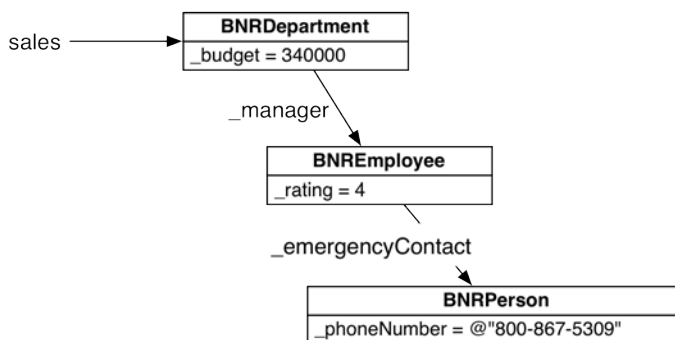 BNRDepartment
sales
_budget = 340000
_manager
BNREmployee
_rating = 4
_emergencyContact
BNRPerson
_phoneNumber = @"800-867-5309"